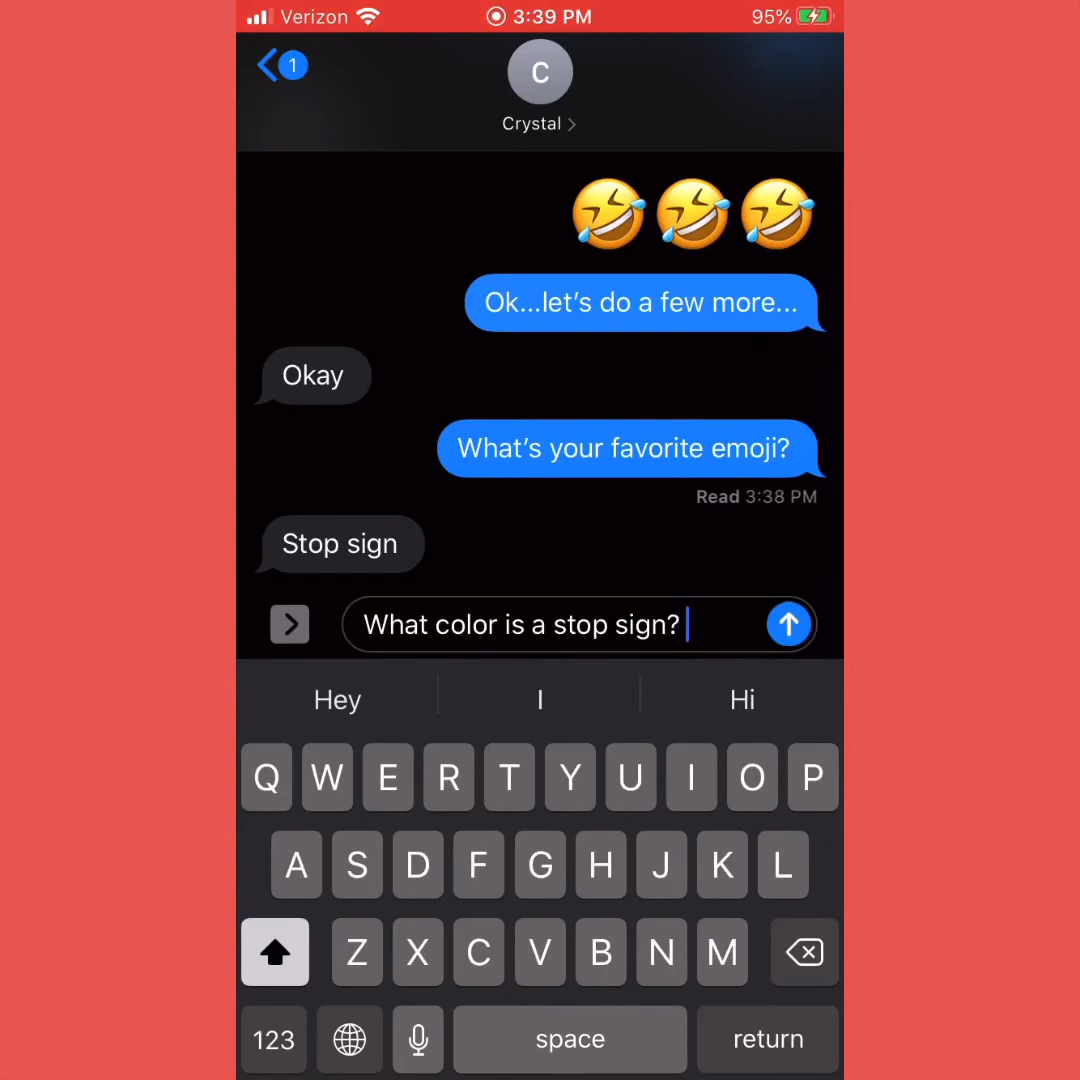 Verizon 3:39 PM 95%
1
C
Crystal
🤣🤣🤣
Ok...let's do a few more...
Okay
What's your favorite emoji?
Read 3:38 PM
Stop sign
What color is a stop sign?
Hey I Hi
Q W E R T Y U I O P
A S D F G H J K L
Z X C V B N M
123 space return